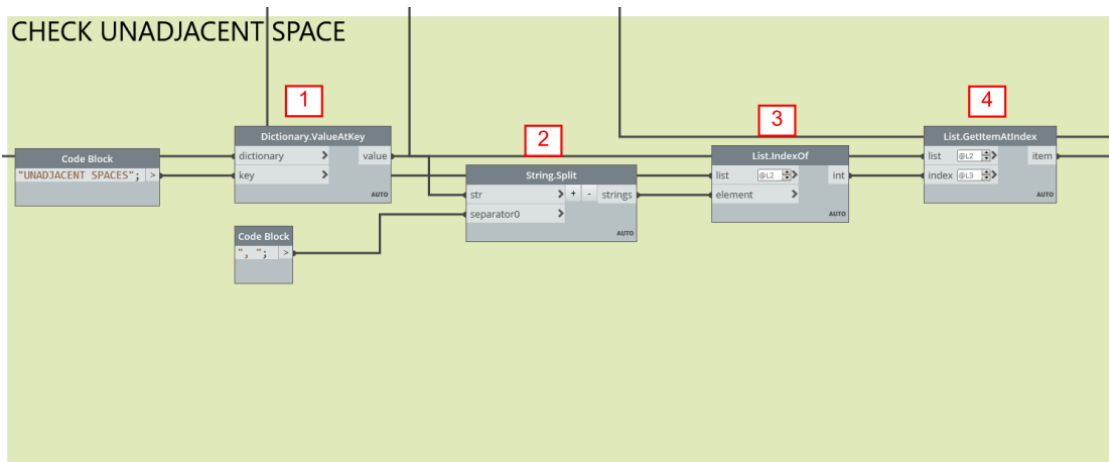 CHECK UNADJACENT SPACE
1
Dictionary.ValueAtKey
dictionary > value
key >
AUTO
Code Block
"UNADJACENT SPACES"; >
Code Block
", "; >
2
String.Split
str > + - strings
separator0 >
AUTO
3
List.IndexOf
list @L2 > int
element >
AUTO
4
List.GetItemAtIndex
list @L2 > item
index @L3 >
AUTO